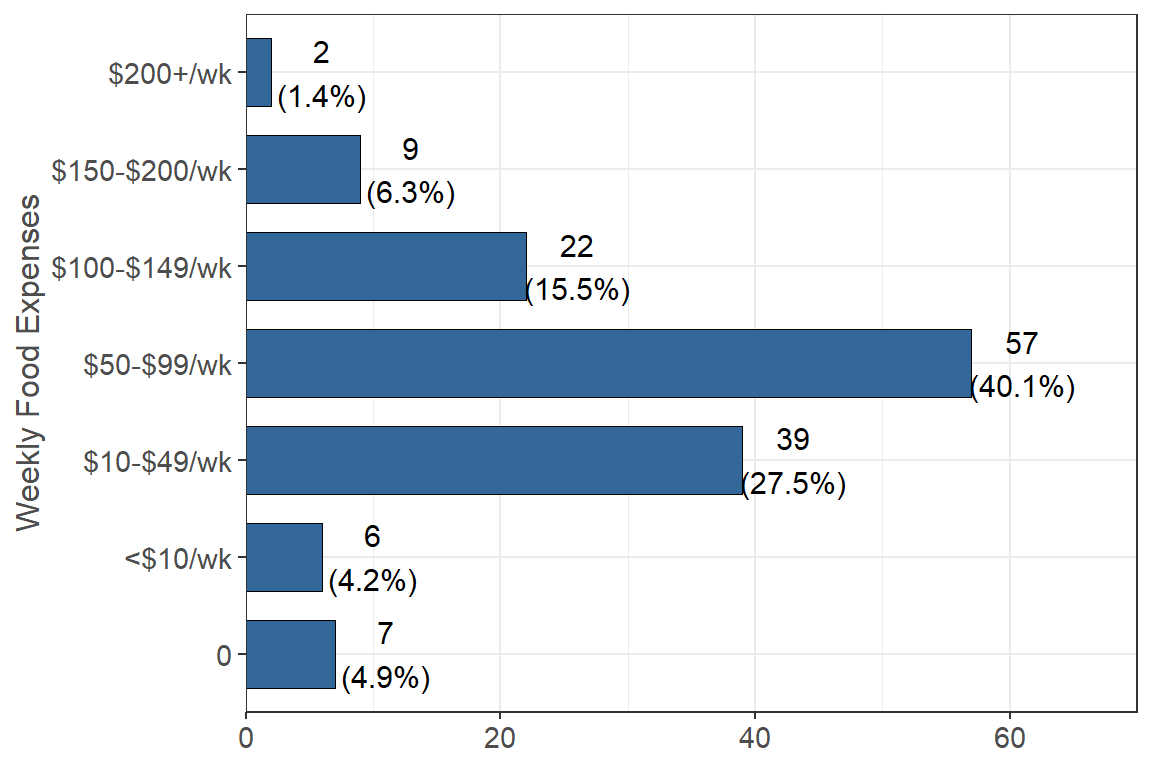 Weekly Food Expenses
$200+/wk
2
(1.4%)
$150-$200/wk
9
(6.3%)
$100-$149/wk
22
(15.5%)
$50-$99/wk
57
(40.1%)
$10-$49/wk
39
(27.5%)
<$10/wk
6
(4.2%)
0
7
(4.9%)
0 20 40 60